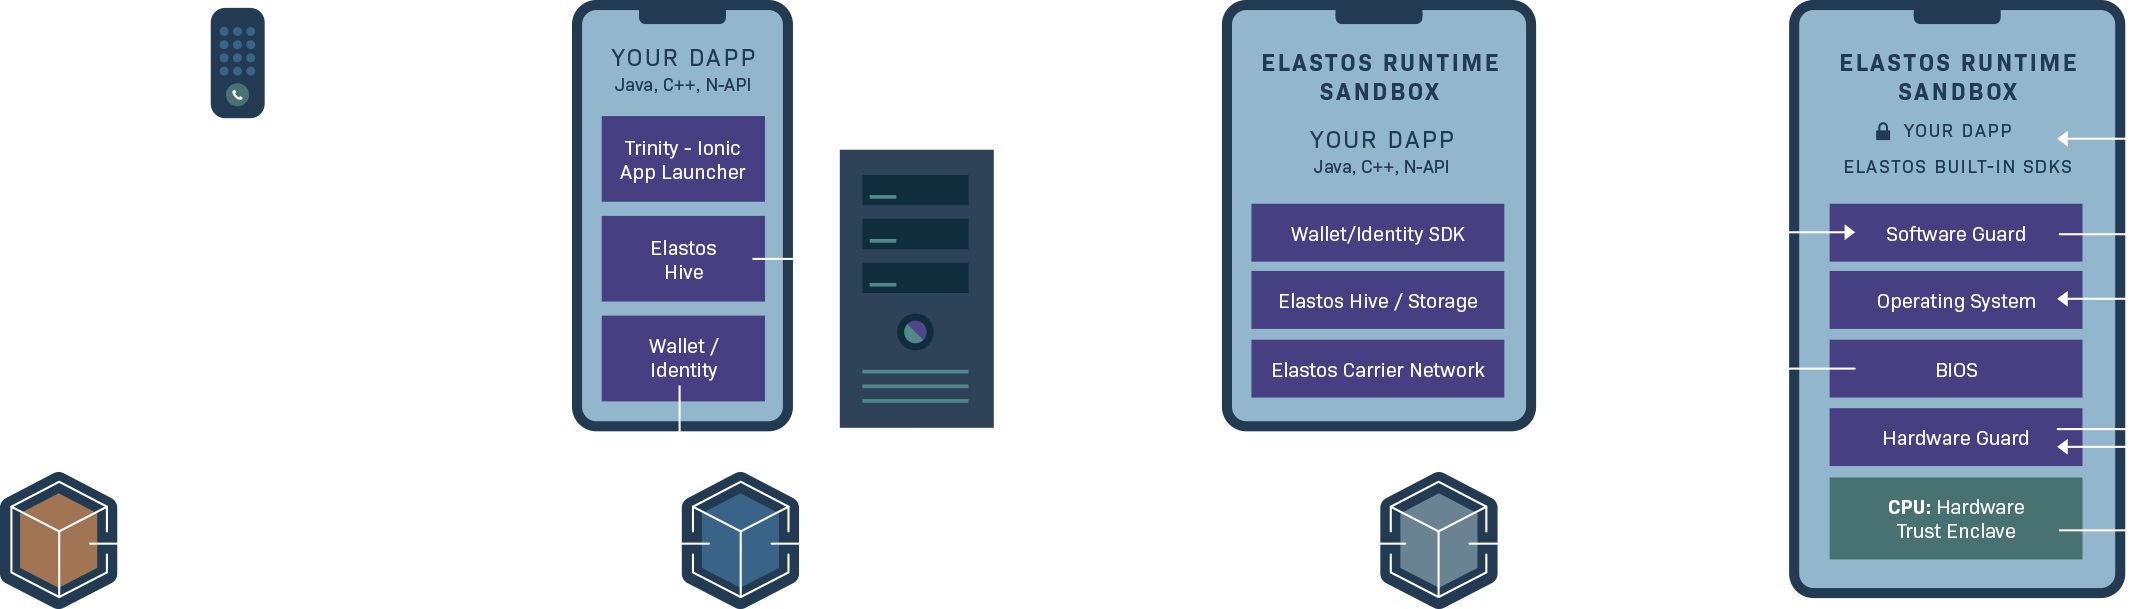 YOUR DAPP
Java, C++, N-API
Trinity - Ionic
App Launcher
Elastos
Hive
Wallet /
Identity
ELASTOS RUNTIME
SANDBOX
YOUR DAPP
Java, C++, N-API
Wallet/Identity SDK
Elastos Hive / Storage
Elastos Carrier Network
ELASTOS RUNTIME
SANDBOX
YOUR DAPP
ELASTOS BUILT-IN SDKS
Software Guard
Operating System
BIOS
Hardware Guard
CPU: Hardware
Trust Enclave